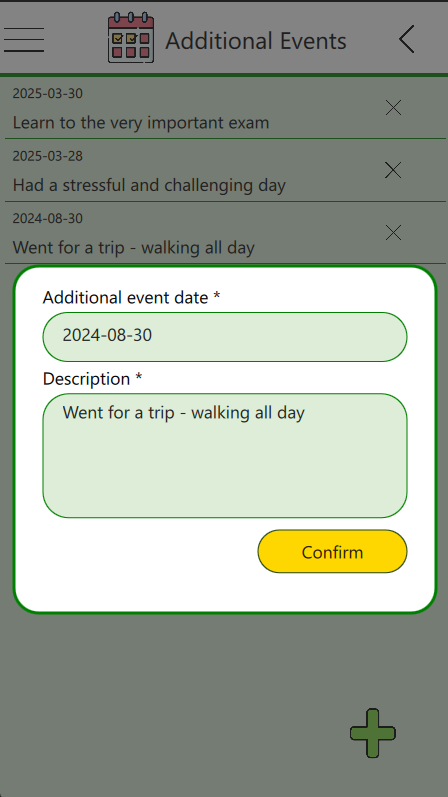 Additional Events
2025-03-30
Learn to the very important exam
2025-03-28
Had a stressful and challenging day
2024-08-30
Went for a trip - walking all day
Additional event date *
2024-08-30
Description *
Went for a trip - walking all day
Confirm